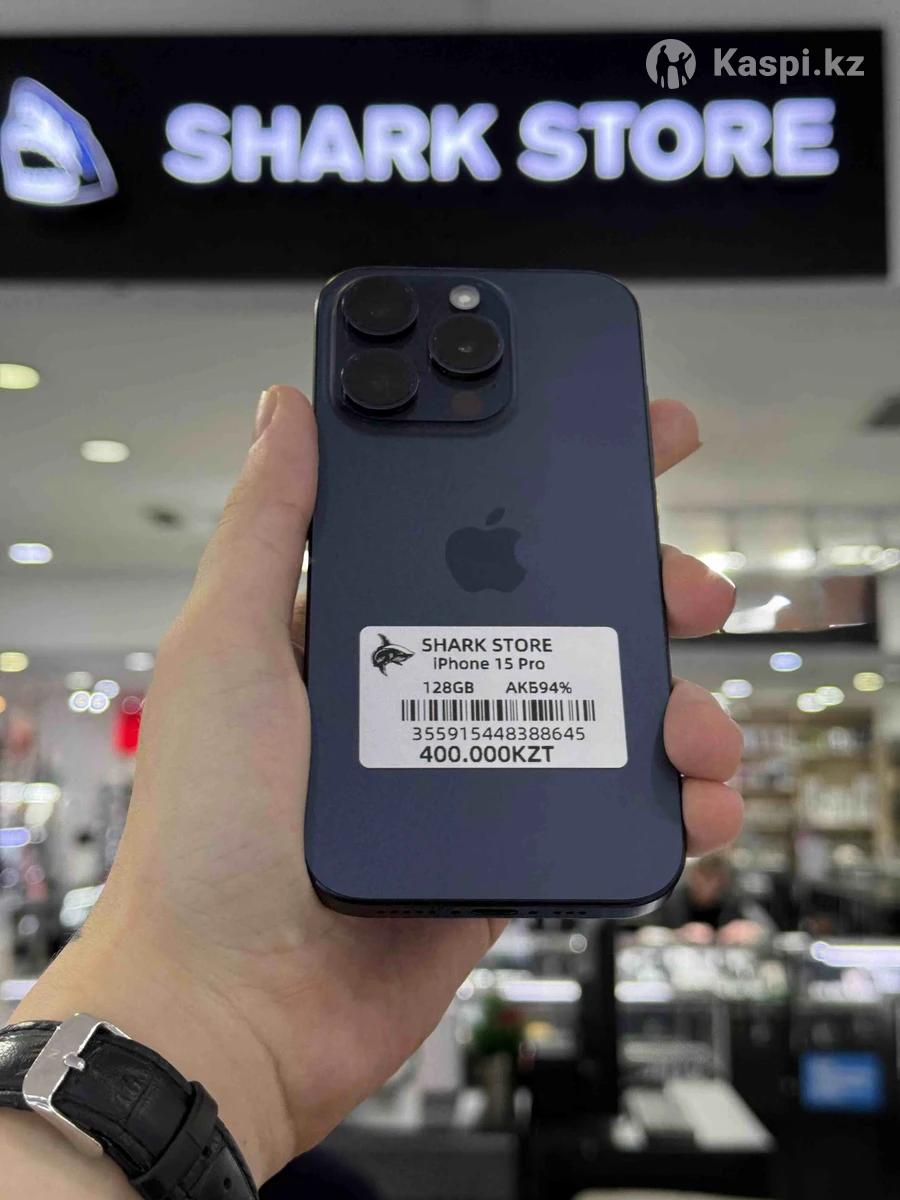 Kaspi.kz
SHARK STORE
SHARK STORE
iPhone 15 Pro
128GB АКБ94%
355915448388645
400.000KZT